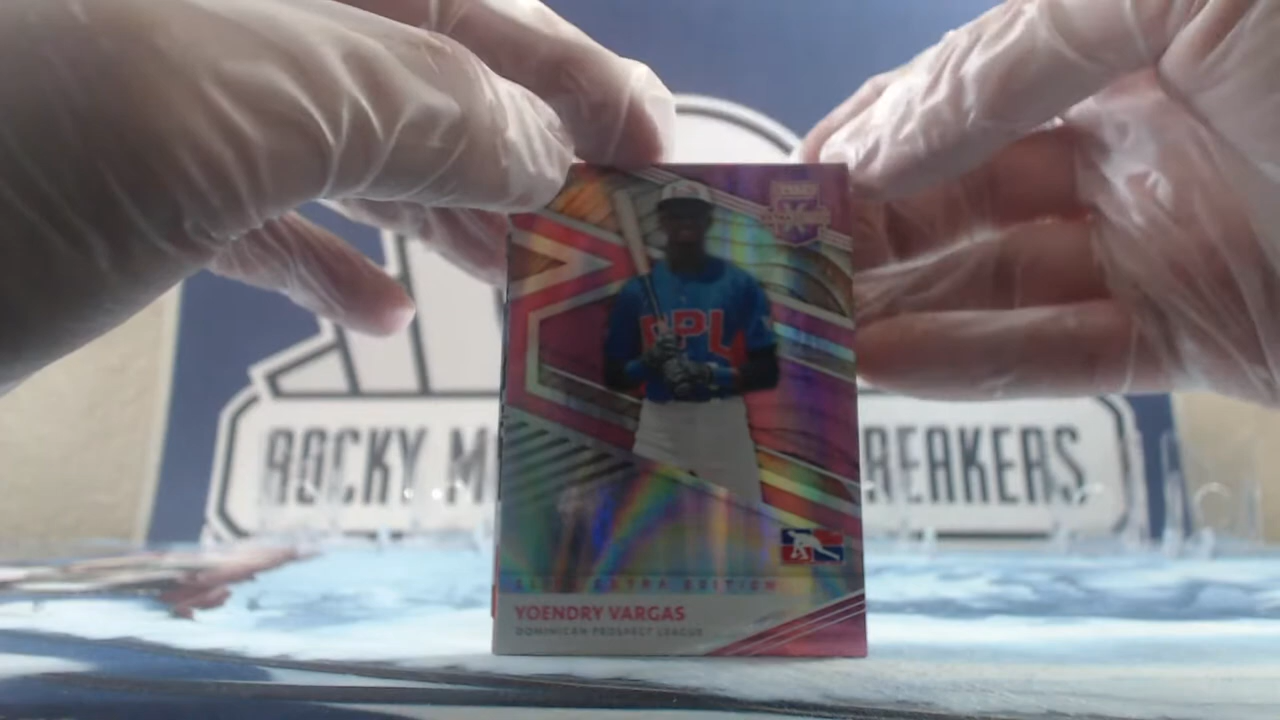 DPL
ROCKY M
REAKERS
ELITE EXTRA EDITION
YOENDRY VARGAS
DOMINICAN PROSPECT LEAGUE